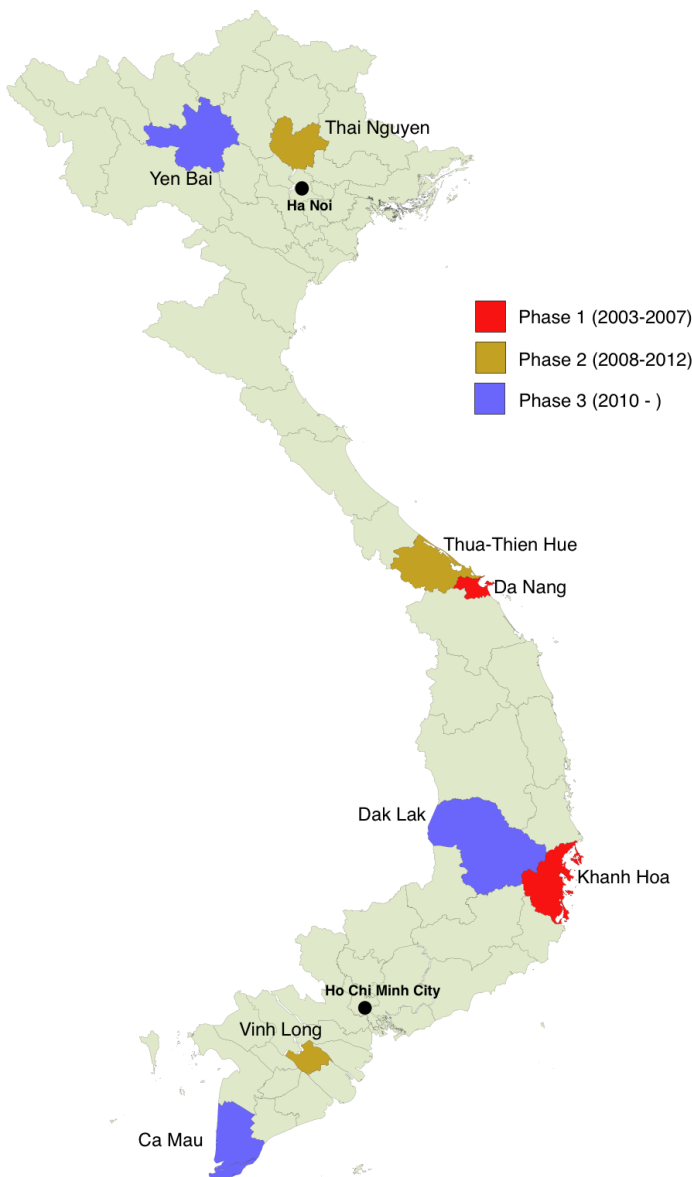 Thai Nguyen
Yen Bai
Ha Noi
Phase 1 (2003-2007)
Phase 2 (2008-2012)
Phase 3 (2010 - )
Thua-Thien Hue
Da Nang
Dak Lak
Khanh Hoa
Ho Chi Minh City
Vinh Long
Ca Mau